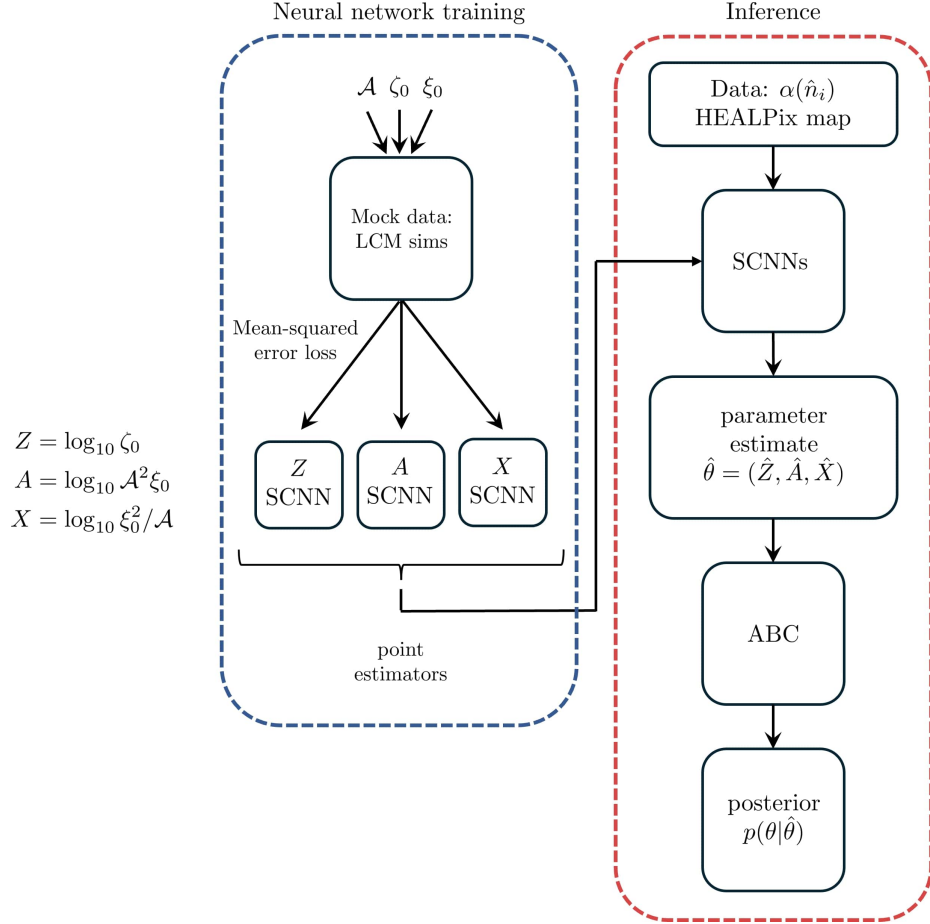 Neural network training
𝒜 ζ₀ ξ₀
Mock data:
LCM sims
Mean-squared
error loss
Z = log₁₀ ζ₀
A = log₁₀ 𝒜²ξ₀
X = log₁₀ ξ₀²/𝒜
Z
SCNN
A
SCNN
X
SCNN
point
estimators
Inference
Data: α(n̂ᵢ)
HEALPix map
SCNNs
parameter
estimate
θ̂ = (Ẑ, Â, X̂)
ABC
posterior
p(θ|θ̂)